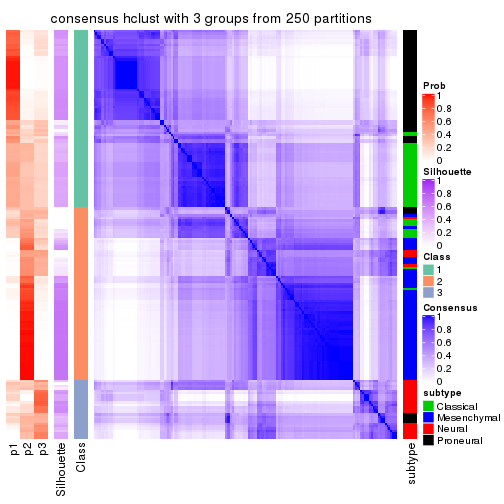 consensus hclust with 3 groups from 250 partitions
Prob
1
0.8
0.6
0.4
0.2
0
Silhouette
1
0.8
0.6
0.4
0.2
0
Class
1
2
3
Consensus
1
0.8
0.6
0.4
0.2
0
subtype
Classical
Mesenchymal
Neural
Proneural
p1
p2
p3
Silhouette
Class
subtype